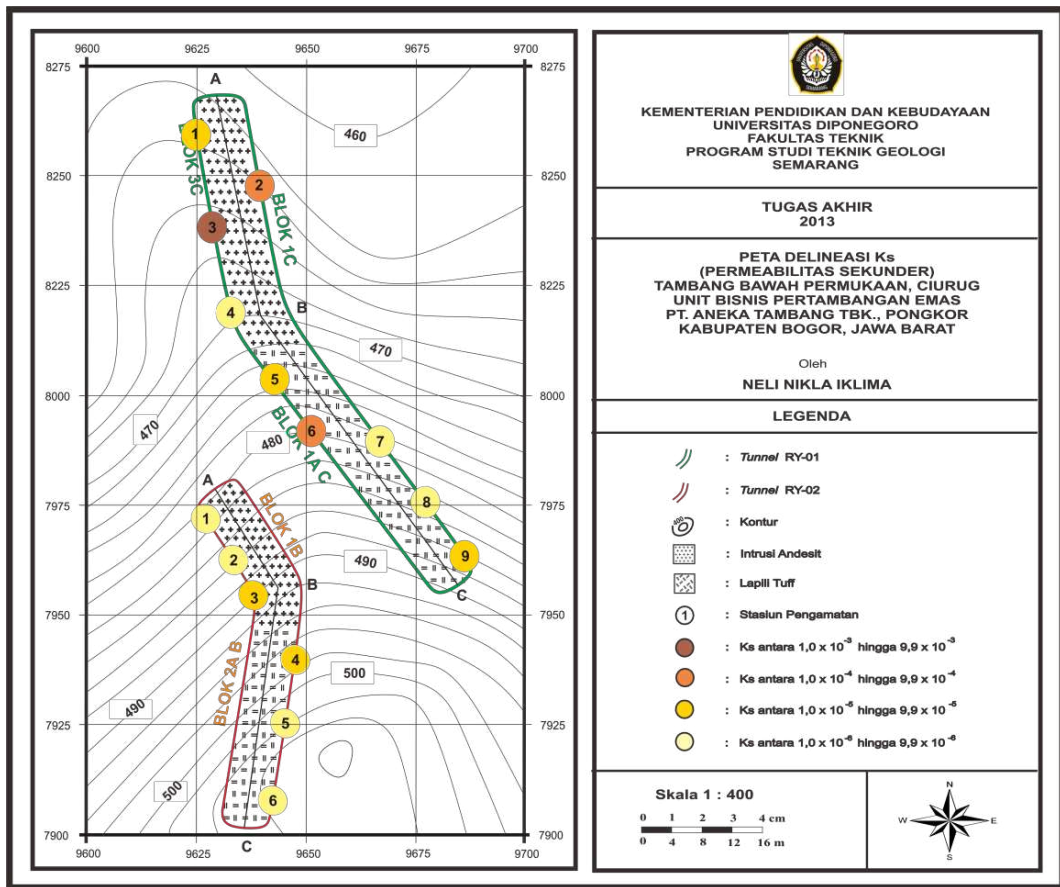 9600 9625 9650 9675 9700
8275 8275
A
460
1
BLOK 3C
8250 8250
2
BLOK 1C
3
8225 8225
4
B
470
5
8000 8000
470
6
480
BLOK 1A C
7
A
7975 7975
8
1
BLOK 1B
2
9
490
3
B
C
7950 7950
BLOK 2A B
4
500
490
7925 7925
5
500
6
7900 7900
C
9600 9625 9650 9675 9700
UNIVERSITAS DIPONEGORO
SEMARANG
KEMENTERIAN PENDIDIKAN DAN KEBUDAYAAN
UNIVERSITAS DIPONEGORO
FAKULTAS TEKNIK
PROGRAM STUDI TEKNIK GEOLOGI
SEMARANG
TUGAS AKHIR
2013
PETA DELINEASI Ks
(PERMEABILITAS SEKUNDER)
TAMBANG BAWAH PERMUKAAN, CIURUG
UNIT BISNIS PERTAMBANGAN EMAS
PT. ANEKA TAMBANG TBK., PONGKOR
KABUPATEN BOGOR, JAWA BARAT
Oleh
NELI NIKLA IKLIMA
LEGENDA
: Tunnel RY-01
: Tunnel RY-02
400 : Kontur
: Intrusi Andesit
: Lapili Tuff
1 : Stasiun Pengamatan
: Ks antara 1,0 x 10⁻³ hingga 9,9 x 10⁻³
: Ks antara 1,0 x 10⁻⁴ hingga 9,9 x 10⁻⁴
: Ks antara 1,0 x 10⁻⁵ hingga 9,9 x 10⁻⁵
: Ks antara 1,0 x 10⁻⁶ hingga 9,9 x 10⁻⁶
Skala 1 : 400
0 1 2 3 4 cm
0 4 8 12 16 m
N
W E
S